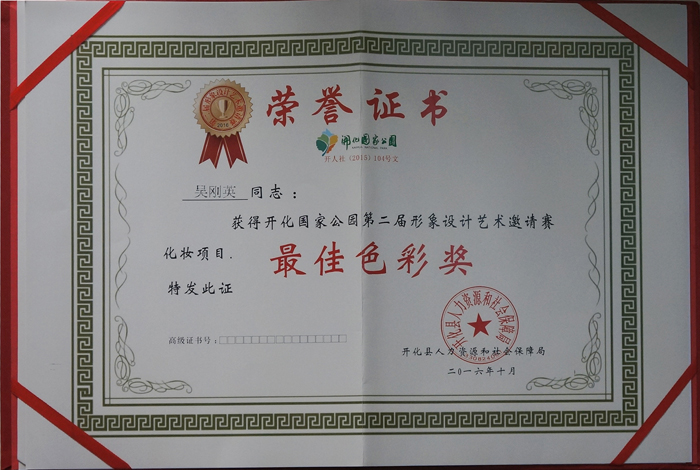 荣誉证书
开化国家公园
开人社（2015）104号文
吴刚英 同志：
获得开化国家公园第二届形象设计艺术邀请赛
化妆项目．
最佳色彩奖
特发此证
高级证书号：
开化县人力资源和社会保障局
开化县人力资源和社会保障局
二〇一六年十月